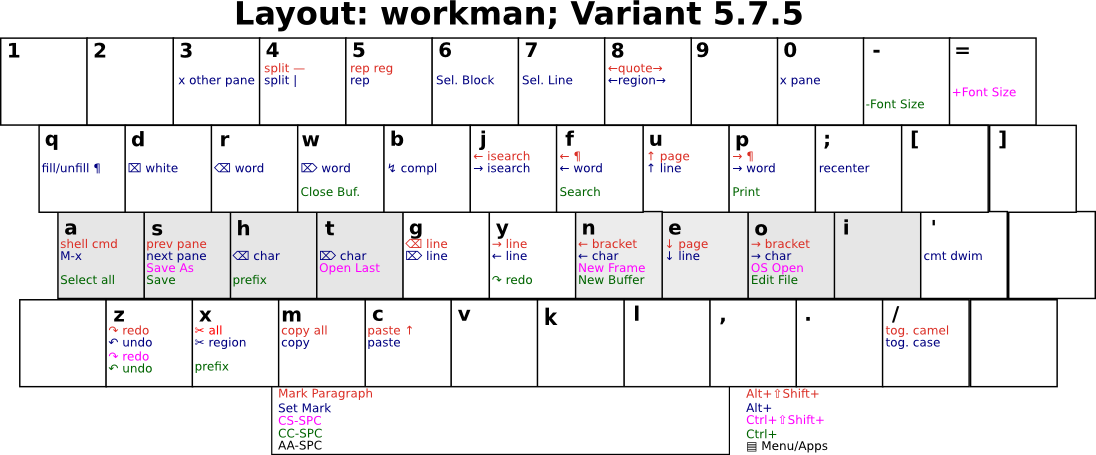 Layout: workman; Variant 5.7.5
1
2
3
x other pane
4
split —
split |
5
rep reg
rep
6
Sel. Block
7
Sel. Line
8
←quote→
←region→
9
0
x pane
-
-Font Size
=
+Font Size
q
fill/unfill ¶
d
⌧ white
r
⌫ word
w
⌦ word
Close Buf.
b
↯ compl
j
← isearch
→ isearch
f
← ¶
← word
Search
u
↑ page
↑ line
p
→ ¶
→ word
Print
;
recenter
[
]
a
shell cmd
M-x
Select all
s
prev pane
next pane
Save As
Save
h
⌫ char
prefix
t
⌦ char
Open Last
g
⌫ line
⌦ line
y
→ line
← line
↷ redo
n
← bracket
← char
New Frame
New Buffer
e
↓ page
↓ line
o
→ bracket
→ char
OS Open
Edit File
i
'
cmt dwim
z
↷ redo
↶ undo
↷ redo
↶ undo
x
✂ all
✂ region
prefix
m
copy all
copy
c
paste ↑
paste
v
k
l
,
.
/
tog. camel
tog. case
Mark Paragraph
Set Mark
CS-SPC
CC-SPC
AA-SPC
Alt+⇧Shift+
Alt+
Ctrl+⇧Shift+
Ctrl+
▤ Menu/Apps